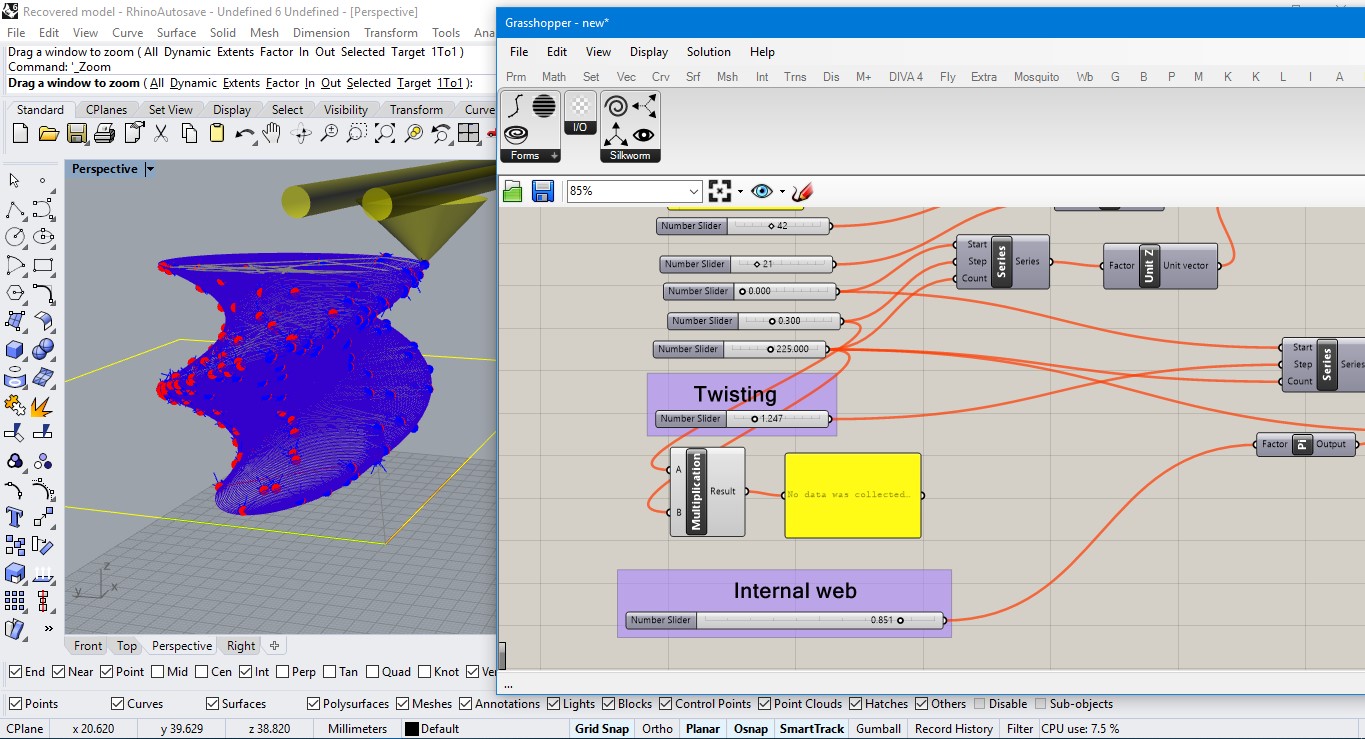 Recovered model - RhinoAutosave - Undefined 6 Undefined - [Perspective]
File Edit View Curve Surface Solid Mesh Dimension Transform Tools Ana
Drag a window to zoom ( All Dynamic Extents Factor In Out Selected Target 1To1 )
Command: '_Zoom
Drag a window to zoom ( All Dynamic Extents Factor In Out Selected Target 1To1 ):
Standard CPlanes Set View Display Select Visibility Transform Curve
Perspective
z
y
x
Front Top Perspective Right
Grasshopper - new*
File Edit View Display Solution Help
Prm Math Set Vec Crv Srf Msh Int Trns Dis M+ DIVA 4 Fly Extra Mosquito Wb G B P M K K L I A
I/O
Forms + Silkworm
85%
Number Slider 42
Number Slider 21
Number Slider 0.000
Number Slider 0.300
Number Slider 225.000
Start
Step
Count
Series
Series
Factor Unit Z Unit vector
Start
Step
Count
Series
Series
Twisting
Number Slider 1.247
Factor Pi Output
A
B
Multiplication
Result
No data was collected…
Internal web
Number Slider 0.851
...
End Near Point Mid Cen Int Perp Tan Quad Knot Ve
Points Curves Surfaces Polysurfaces Meshes Annotations Lights Blocks Control Points Point Clouds Hatches Others Disable Sub-objects
CPlane x 20.620 y 39.629 z 38.820 Millimeters Default Grid Snap Ortho Planar Osnap SmartTrack Gumball Record History Filter CPU use: 7.5 %